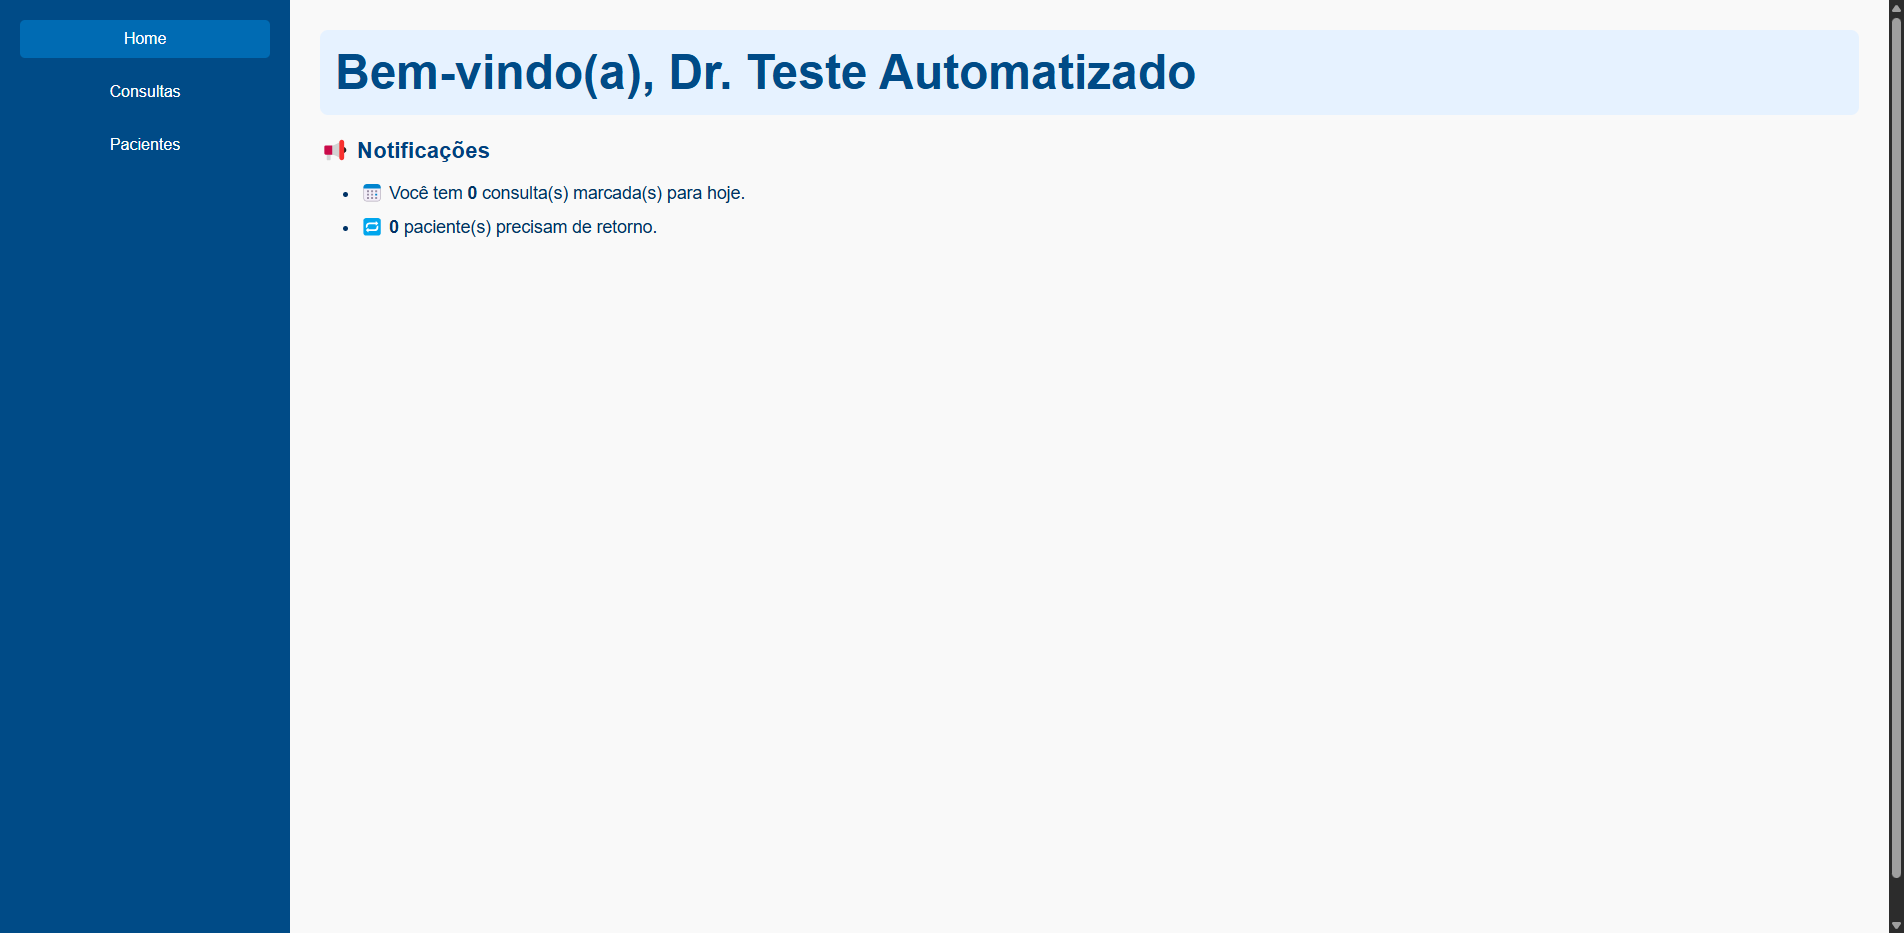 Home
Consultas
Pacientes
Bem-vindo(a), Dr. Teste Automatizado
Notificações
Você tem 0 consulta(s) marcada(s) para hoje.
0 paciente(s) precisam de retorno.